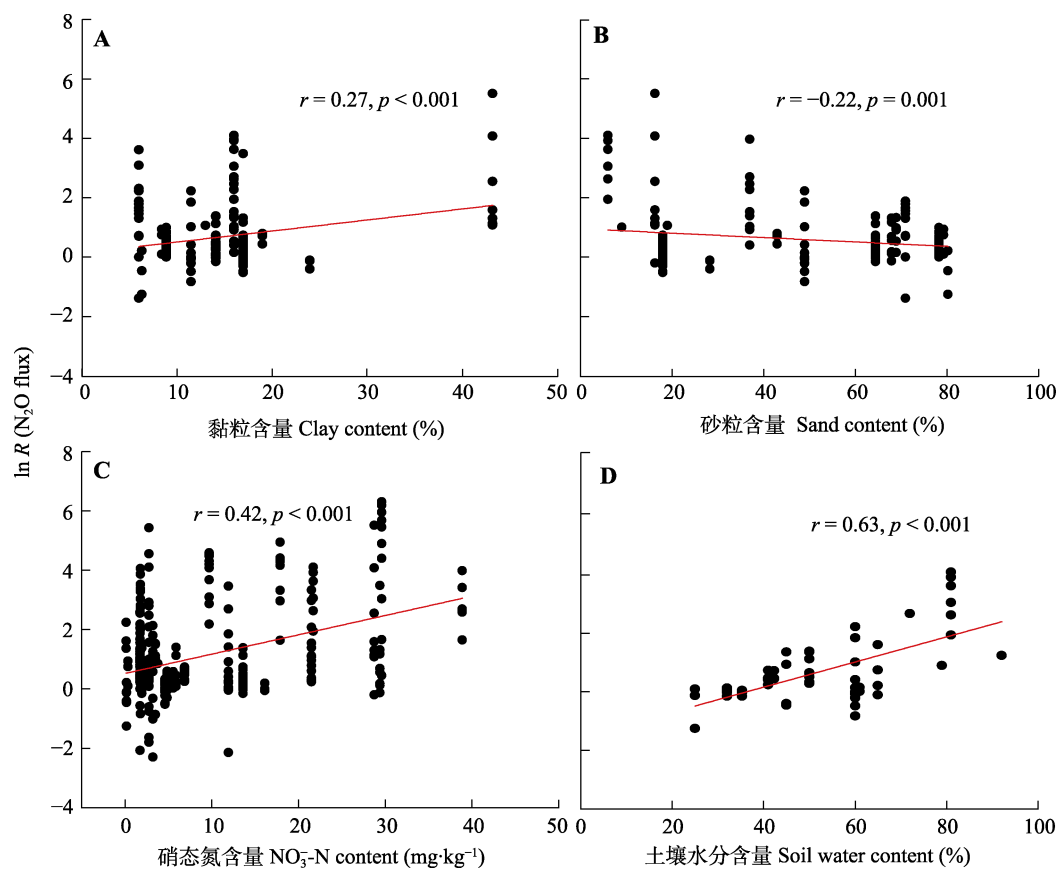 A
r = 0.27, p < 0.001
8
6
4
2
0
−2
−4
0 10 20 30 40 50
黏粒含量 Clay content (%)
B
r = −0.22, p = 0.001
0 20 40 60 80 100
砂粒含量 Sand content (%)
ln R (N₂O flux)
C
r = 0.42, p < 0.001
8
6
4
2
0
−2
−4
0 10 20 30 40 50
硝态氮含量 NO₃⁻-N content (mg·kg⁻¹)
D
r = 0.63, p < 0.001
0 20 40 60 80 100
土壤水分含量 Soil water content (%)